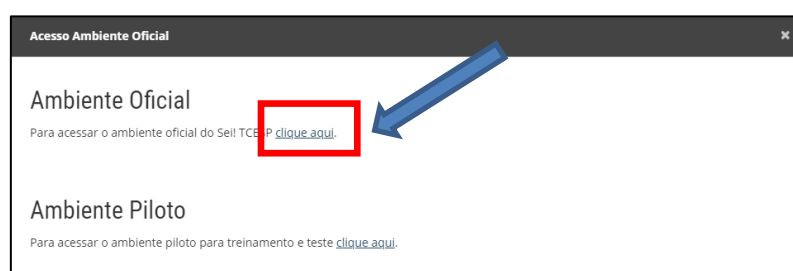 Acesso Ambiente Oficial ×
Ambiente Oficial
Para acessar o ambiente oficial do Sei! TCESP clique aqui.
Ambiente Piloto
Para acessar o ambiente piloto para treinamento e teste clique aqui.